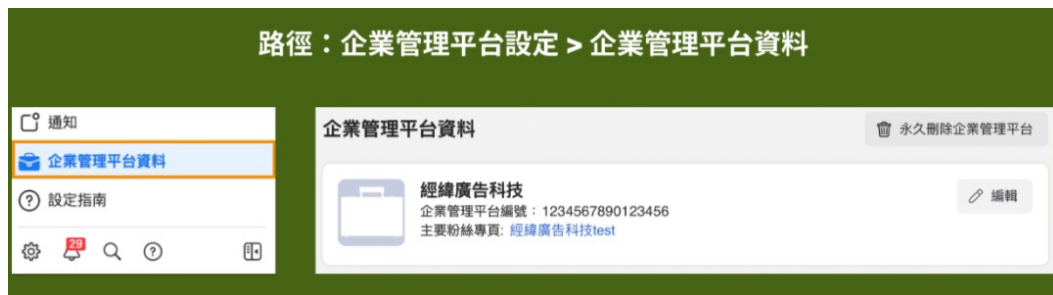 路徑：企業管理平台設定 > 企業管理平台資料
通知
企業管理平台資料
設定指南
29
企業管理平台資料
永久刪除企業管理平台
經緯廣告科技
企業管理平台編號：1234567890123456
主要粉絲專頁: 經緯廣告科技test
編輯